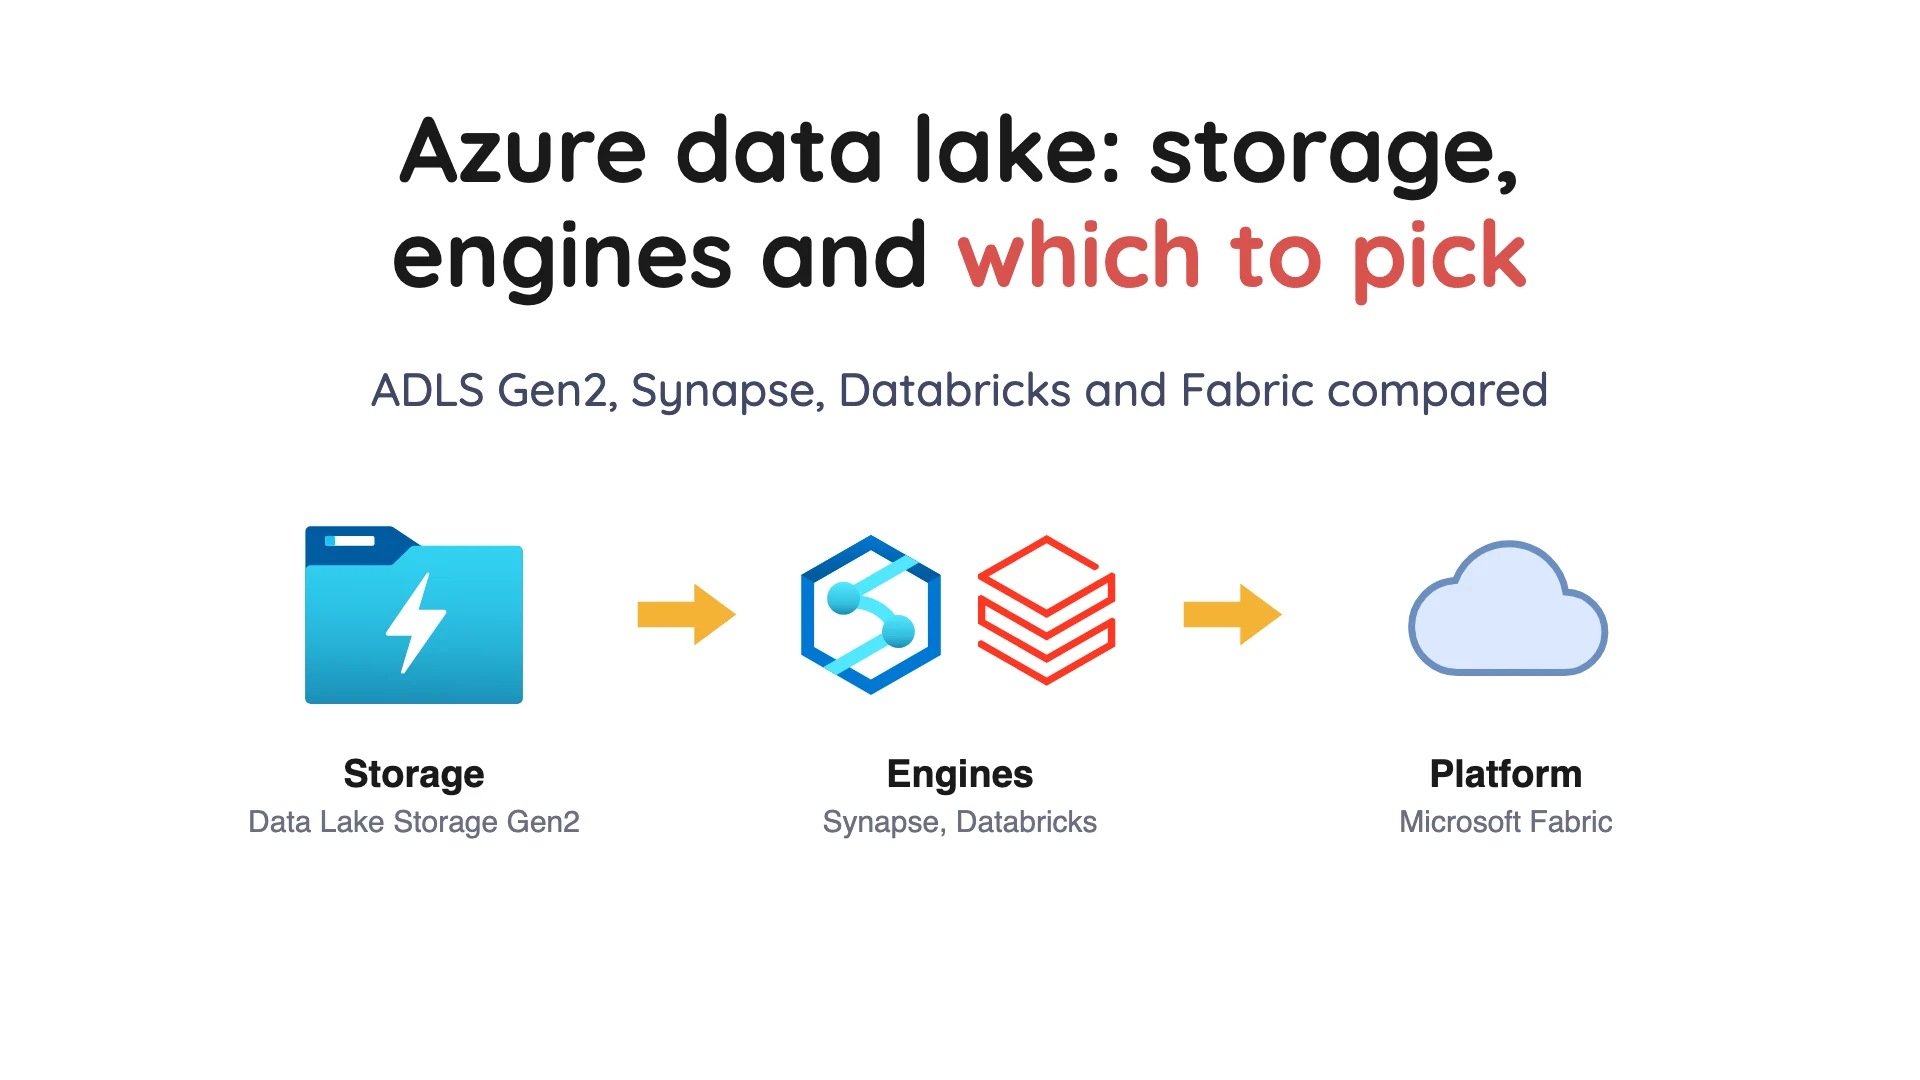 Azure data lake: storage,
engines and which to pick
ADLS Gen2, Synapse, Databricks and Fabric compared
Storage
Data Lake Storage Gen2
Engines
Synapse, Databricks
Platform
Microsoft Fabric